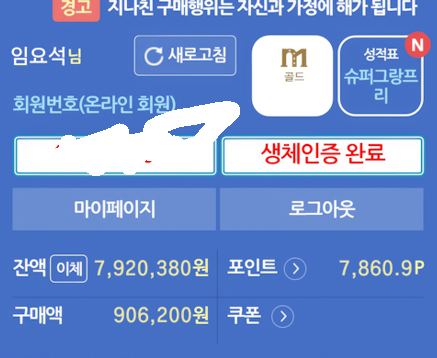 경고 지나친 구매행위는 자신과 가정에 해가 됩니다
임요석님
새로고침
m
골드
성적표
N
슈퍼그랑프
리
회원번호(온라인 회원)
생체인증 완료
마이페이지
로그아웃
잔액 이체 7,920,380원
포인트 7,860.9P
구매액 906,200원
쿠폰